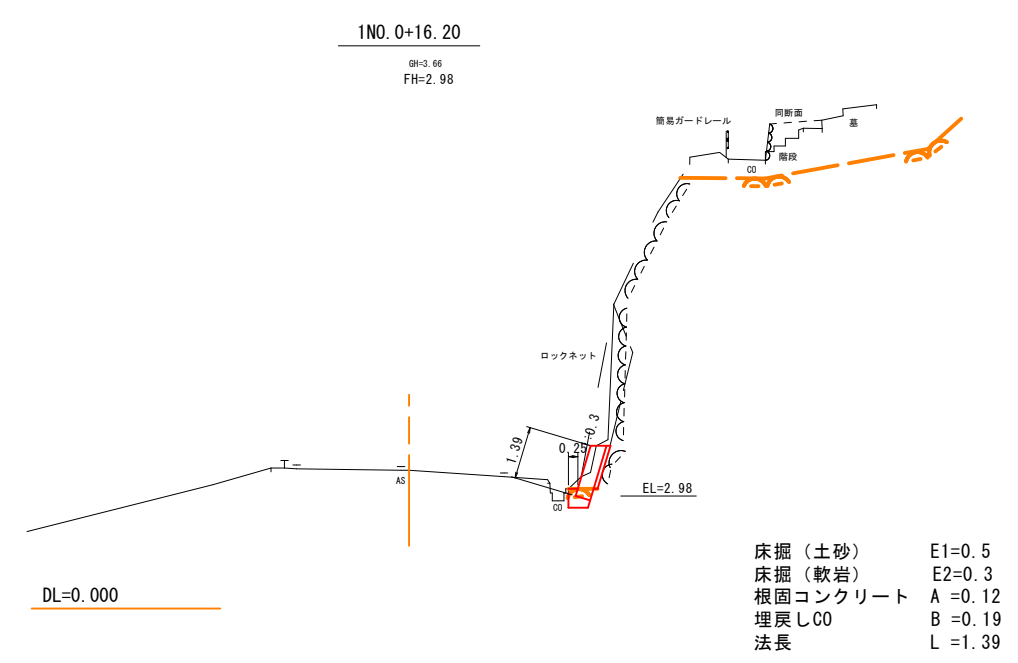 1NO.0+16.20
GH=3.66
FH=2.98
同断面
簡易ガードレール
墓
階段
CO
ロックネット
1:0.3
1.39
0.25
AS
EL=2.98
CO
DL=0.000
床掘（土砂） E1=0.5
床掘（軟岩） E2=0.3
根固コンクリート A =0.12
埋戻しCO B =0.19
法長 L =1.39